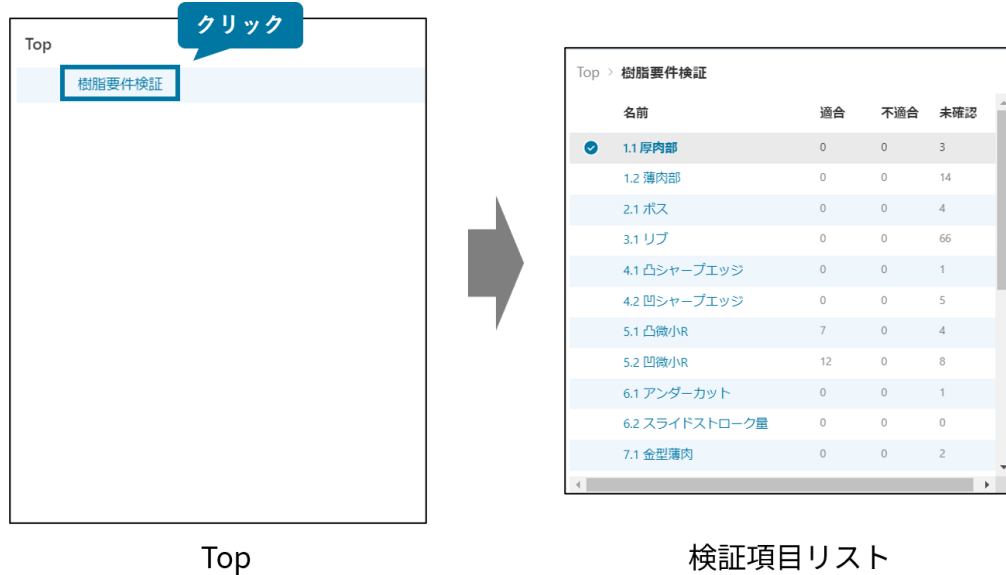 クリック
Top
樹脂要件検証
Top
Top > 樹脂要件検証
名前 適合 不適合 未確認
1.1 厚肉部 0 0 3
1.2 薄肉部 0 0 14
2.1 ボス 0 0 4
3.1 リブ 0 0 66
4.1 凸シャープエッジ 0 0 1
4.2 凹シャープエッジ 0 0 5
5.1 凸微小R 7 0 4
5.2 凹微小R 12 0 8
6.1 アンダーカット 0 0 1
6.2 スライドストローク量 0 0 0
7.1 金型薄肉 0 0 2
検証項目リスト